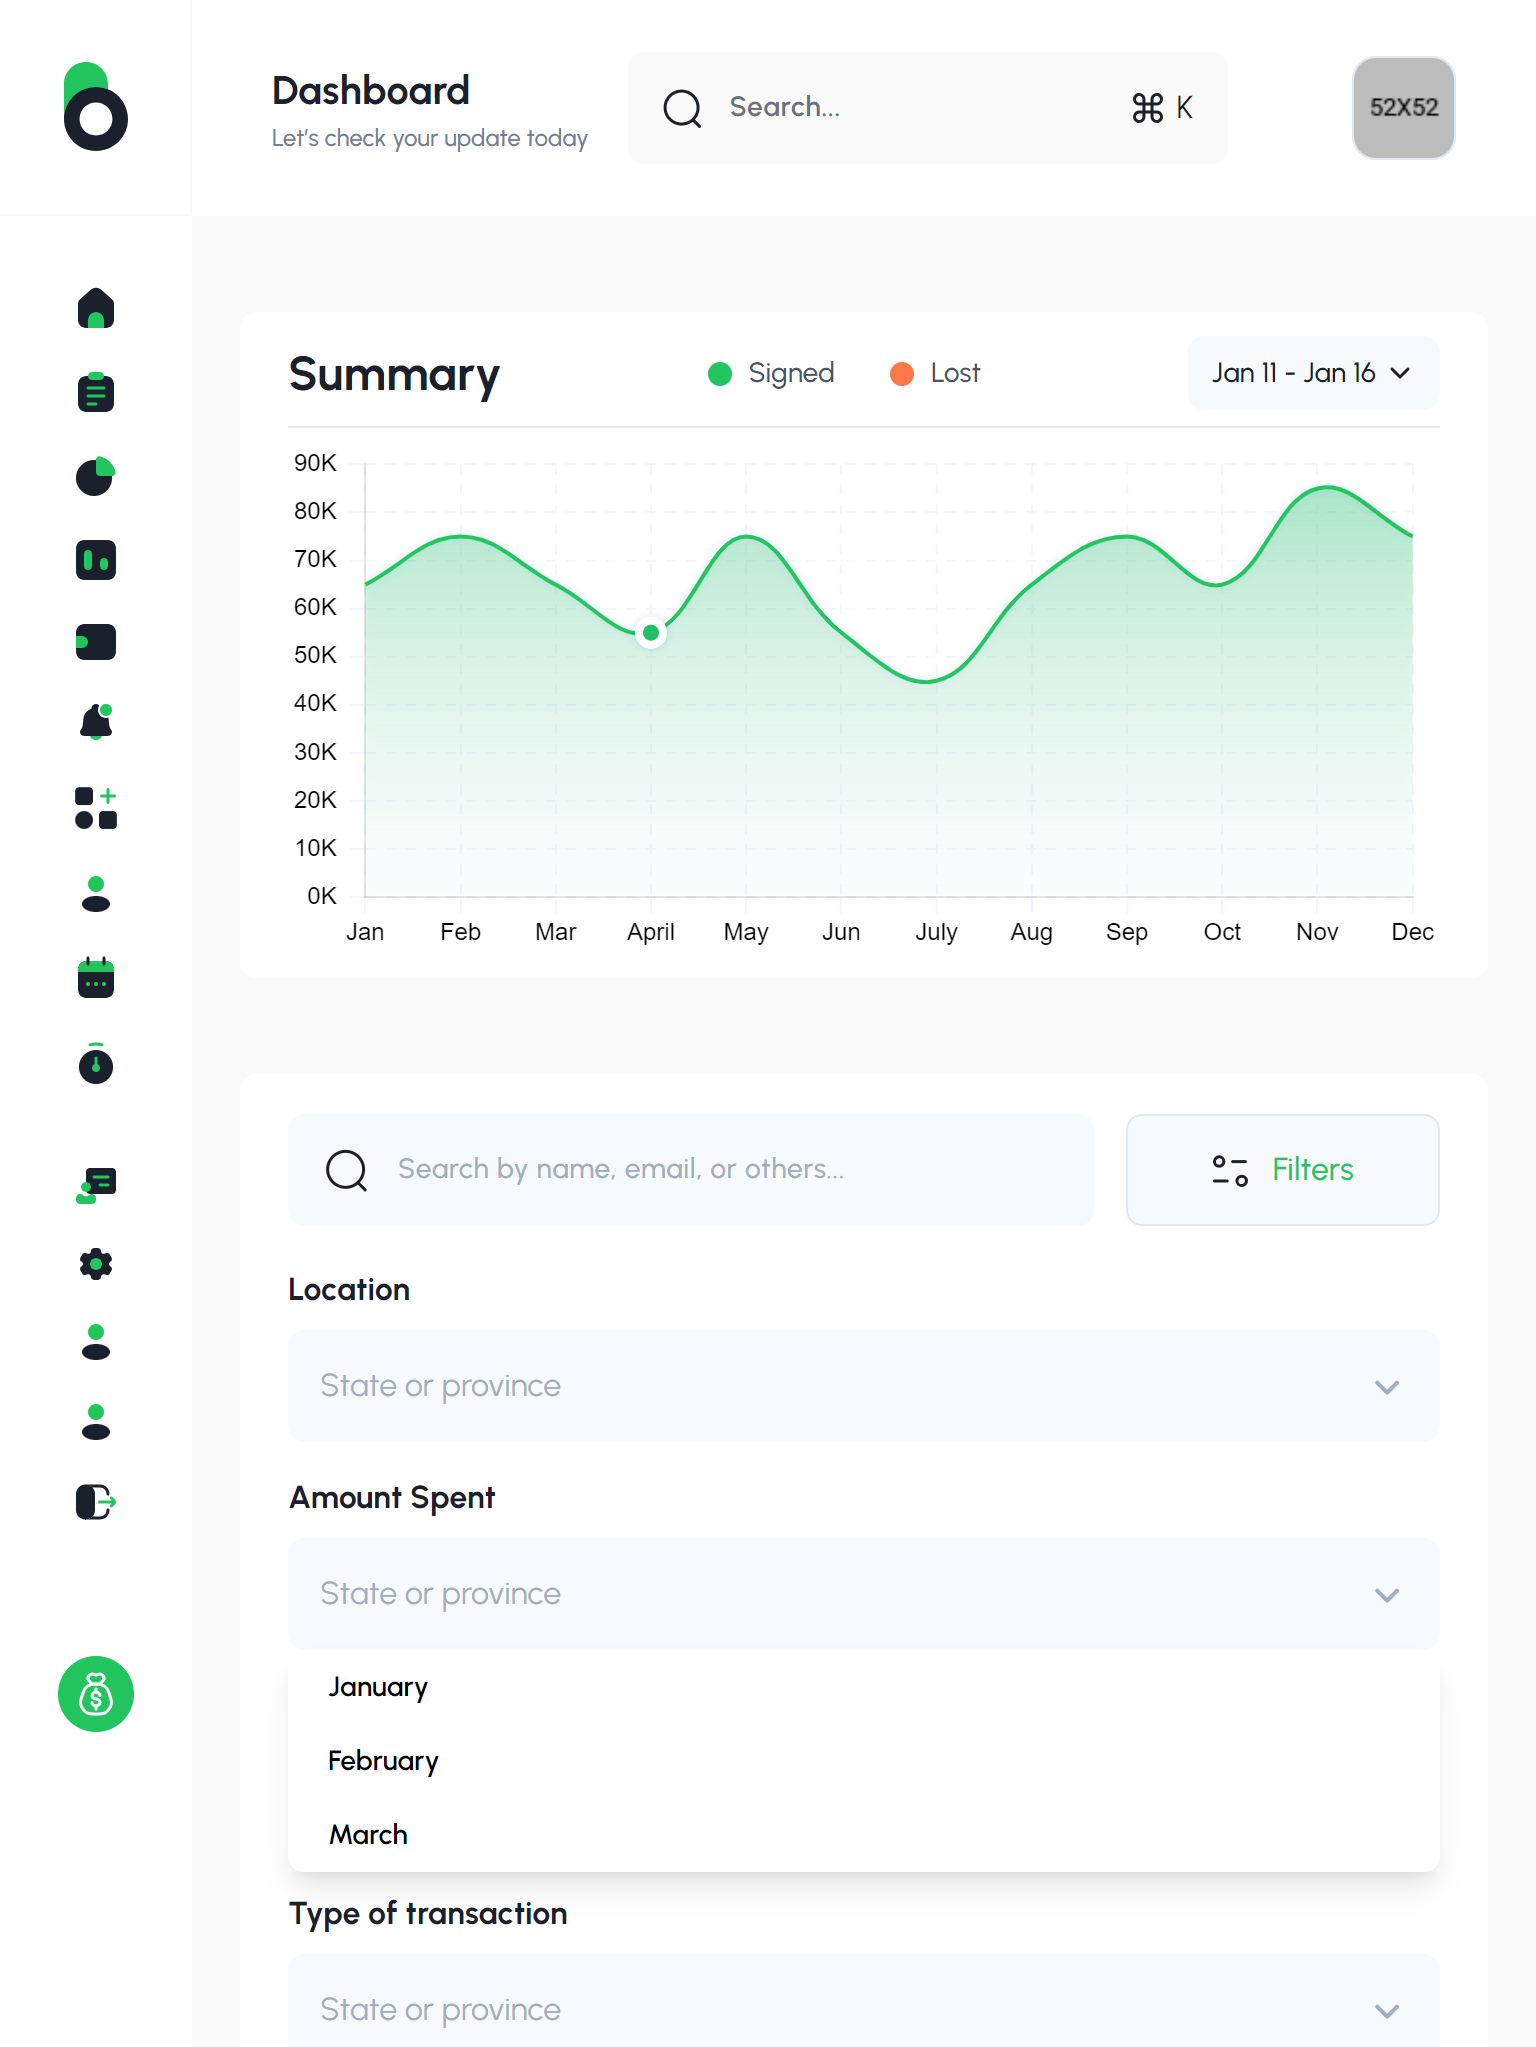 Dashboard
Let's check your update today
Search...
⌘ K
52X52
Summary
Signed
Lost
Jan 11 - Jan 16
90K
80K
70K
60K
50K
40K
30K
20K
10K
0K
Jan Feb Mar April May Jun July Aug Sep Oct Nov Dec
Search by name, email, or others...
Filters
Location
State or province
Amount Spent
State or province
January
February
March
Type of transaction
State or province